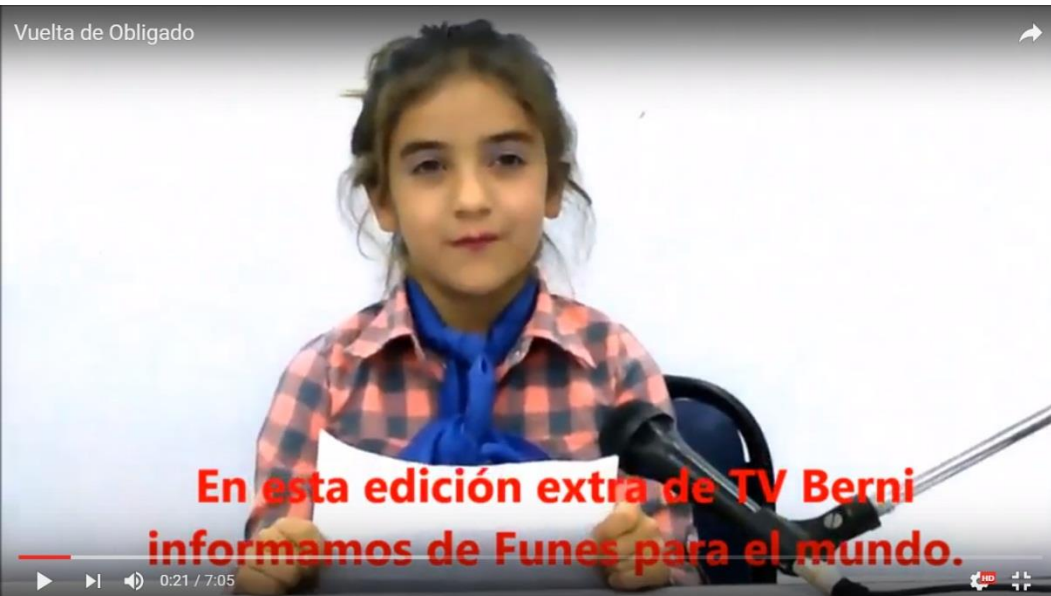 Vuelta de Obligado
En esta edición extra de TV Berni
informamos de Funes para el mundo.
0:21 / 7:05
HD